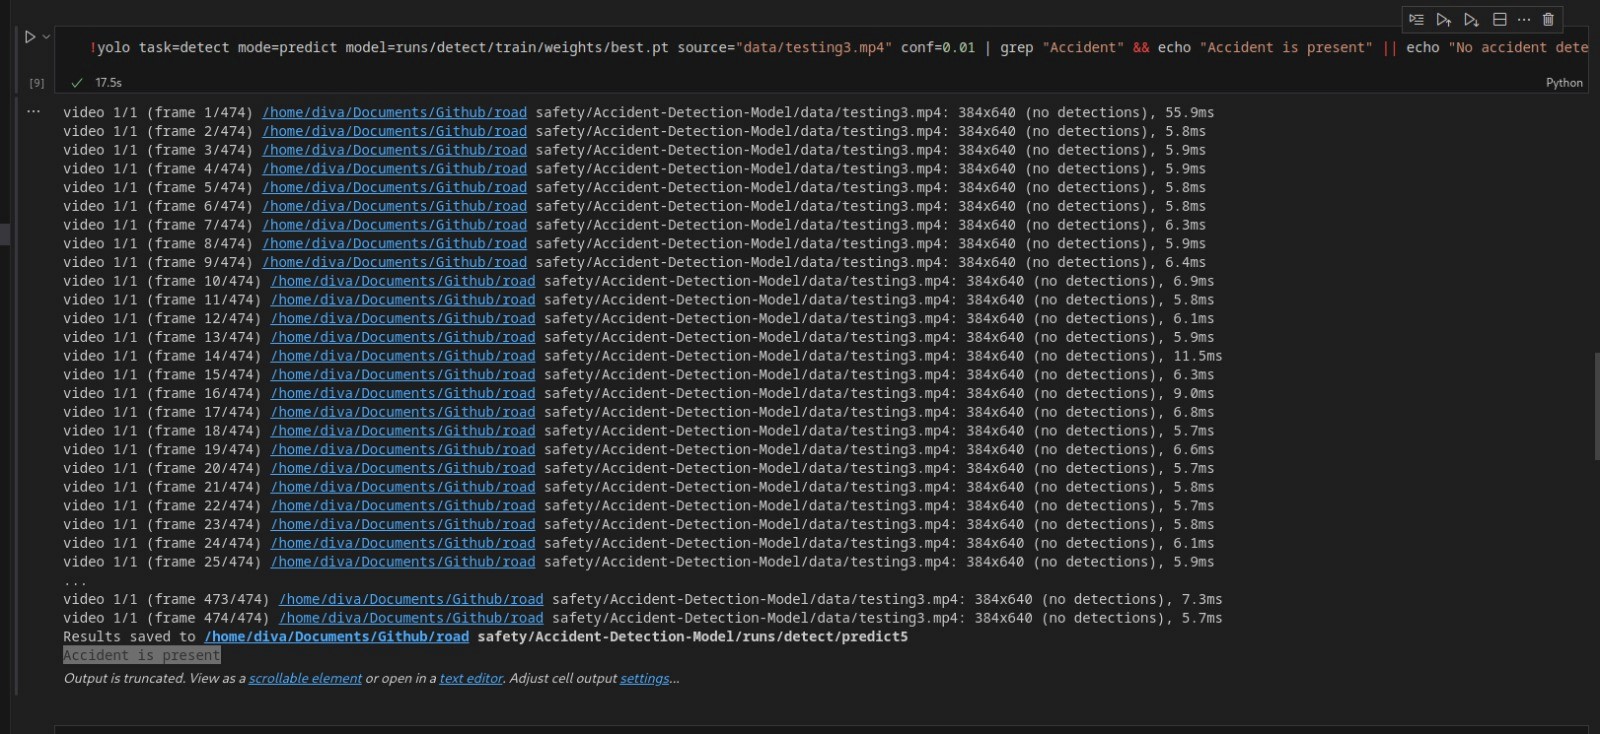 !yolo task=detect mode=predict model=runs/detect/train/weights/best.pt source="data/testing3.mp4" conf=0.01 | grep "Accident" && echo "Accident is present" || echo "No accident dete
[9]
17.5s
Python
...
video 1/1 (frame 1/474) /home/diva/Documents/Github/road safety/Accident-Detection-Model/data/testing3.mp4: 384x640 (no detections), 55.9ms
video 1/1 (frame 2/474) /home/diva/Documents/Github/road safety/Accident-Detection-Model/data/testing3.mp4: 384x640 (no detections), 5.8ms
video 1/1 (frame 3/474) /home/diva/Documents/Github/road safety/Accident-Detection-Model/data/testing3.mp4: 384x640 (no detections), 5.9ms
video 1/1 (frame 4/474) /home/diva/Documents/Github/road safety/Accident-Detection-Model/data/testing3.mp4: 384x640 (no detections), 5.9ms
video 1/1 (frame 5/474) /home/diva/Documents/Github/road safety/Accident-Detection-Model/data/testing3.mp4: 384x640 (no detections), 5.8ms
video 1/1 (frame 6/474) /home/diva/Documents/Github/road safety/Accident-Detection-Model/data/testing3.mp4: 384x640 (no detections), 5.8ms
video 1/1 (frame 7/474) /home/diva/Documents/Github/road safety/Accident-Detection-Model/data/testing3.mp4: 384x640 (no detections), 6.3ms
video 1/1 (frame 8/474) /home/diva/Documents/Github/road safety/Accident-Detection-Model/data/testing3.mp4: 384x640 (no detections), 5.9ms
video 1/1 (frame 9/474) /home/diva/Documents/Github/road safety/Accident-Detection-Model/data/testing3.mp4: 384x640 (no detections), 6.4ms
video 1/1 (frame 10/474) /home/diva/Documents/Github/road safety/Accident-Detection-Model/data/testing3.mp4: 384x640 (no detections), 6.9ms
video 1/1 (frame 11/474) /home/diva/Documents/Github/road safety/Accident-Detection-Model/data/testing3.mp4: 384x640 (no detections), 5.8ms
video 1/1 (frame 12/474) /home/diva/Documents/Github/road safety/Accident-Detection-Model/data/testing3.mp4: 384x640 (no detections), 6.1ms
video 1/1 (frame 13/474) /home/diva/Documents/Github/road safety/Accident-Detection-Model/data/testing3.mp4: 384x640 (no detections), 5.9ms
video 1/1 (frame 14/474) /home/diva/Documents/Github/road safety/Accident-Detection-Model/data/testing3.mp4: 384x640 (no detections), 11.5ms
video 1/1 (frame 15/474) /home/diva/Documents/Github/road safety/Accident-Detection-Model/data/testing3.mp4: 384x640 (no detections), 6.3ms
video 1/1 (frame 16/474) /home/diva/Documents/Github/road safety/Accident-Detection-Model/data/testing3.mp4: 384x640 (no detections), 9.0ms
video 1/1 (frame 17/474) /home/diva/Documents/Github/road safety/Accident-Detection-Model/data/testing3.mp4: 384x640 (no detections), 6.8ms
video 1/1 (frame 18/474) /home/diva/Documents/Github/road safety/Accident-Detection-Model/data/testing3.mp4: 384x640 (no detections), 5.7ms
video 1/1 (frame 19/474) /home/diva/Documents/Github/road safety/Accident-Detection-Model/data/testing3.mp4: 384x640 (no detections), 6.6ms
video 1/1 (frame 20/474) /home/diva/Documents/Github/road safety/Accident-Detection-Model/data/testing3.mp4: 384x640 (no detections), 5.7ms
video 1/1 (frame 21/474) /home/diva/Documents/Github/road safety/Accident-Detection-Model/data/testing3.mp4: 384x640 (no detections), 5.8ms
video 1/1 (frame 22/474) /home/diva/Documents/Github/road safety/Accident-Detection-Model/data/testing3.mp4: 384x640 (no detections), 5.7ms
video 1/1 (frame 23/474) /home/diva/Documents/Github/road safety/Accident-Detection-Model/data/testing3.mp4: 384x640 (no detections), 5.8ms
video 1/1 (frame 24/474) /home/diva/Documents/Github/road safety/Accident-Detection-Model/data/testing3.mp4: 384x640 (no detections), 6.1ms
video 1/1 (frame 25/474) /home/diva/Documents/Github/road safety/Accident-Detection-Model/data/testing3.mp4: 384x640 (no detections), 5.9ms
...
video 1/1 (frame 473/474) /home/diva/Documents/Github/road safety/Accident-Detection-Model/data/testing3.mp4: 384x640 (no detections), 7.3ms
video 1/1 (frame 474/474) /home/diva/Documents/Github/road safety/Accident-Detection-Model/data/testing3.mp4: 384x640 (no detections), 5.7ms
Results saved to /home/diva/Documents/Github/road safety/Accident-Detection-Model/runs/detect/predict5
Accident is present
Output is truncated. View as a scrollable element or open in a text editor. Adjust cell output settings...